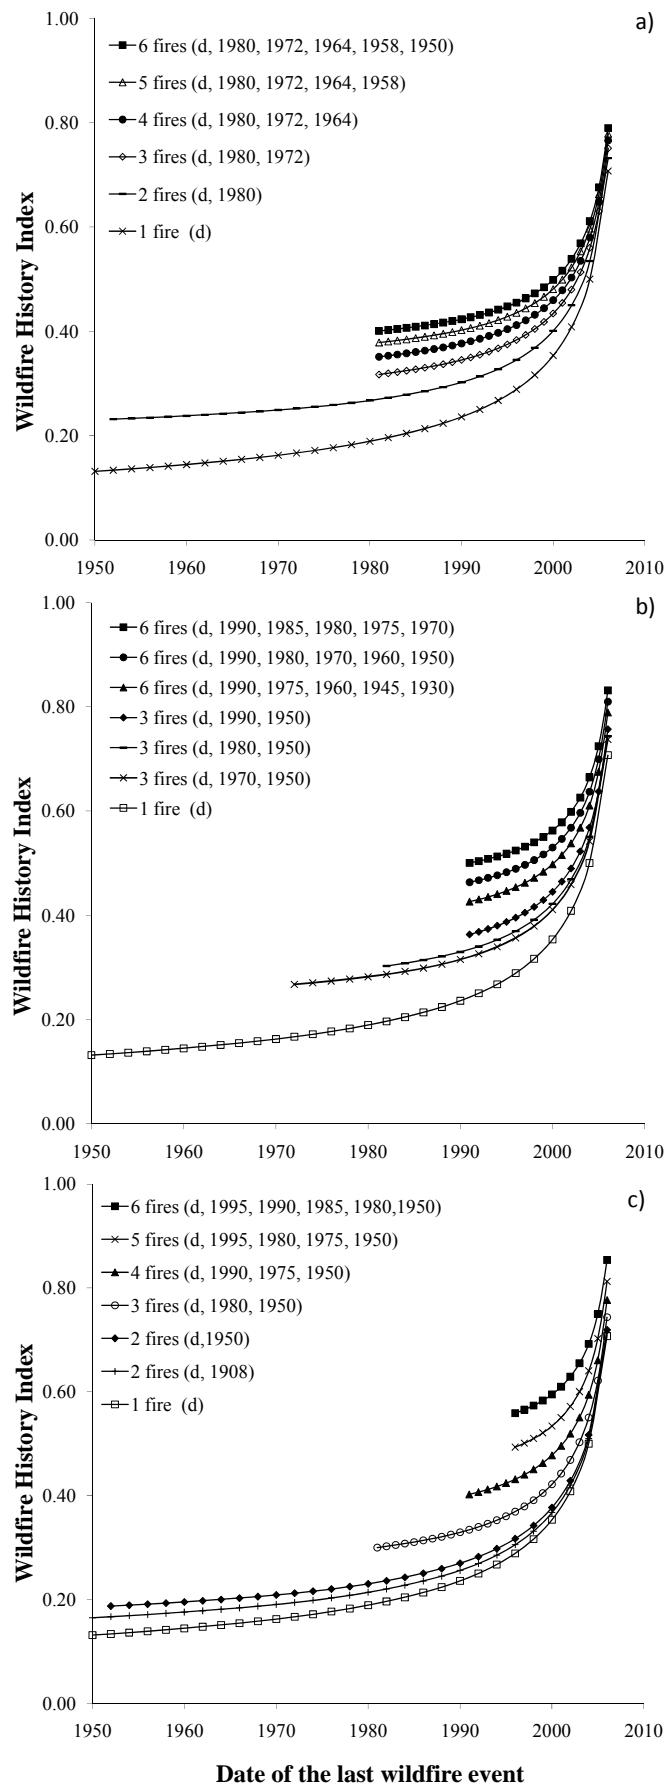 a)
1.00
0.80
0.60
0.40
0.20
0.00
Wildfire History Index
6 fires (d, 1980, 1972, 1964, 1958, 1950)
5 fires (d, 1980, 1972, 1964, 1958)
4 fires (d, 1980, 1972, 1964)
3 fires (d, 1980, 1972)
2 fires (d, 1980)
1 fire (d)
1950 1960 1970 1980 1990 2000 2010
b)
1.00
0.80
0.60
0.40
0.20
0.00
Wildfire History Index
6 fires (d, 1990, 1985, 1980, 1975, 1970)
6 fires (d, 1990, 1980, 1970, 1960, 1950)
6 fires (d, 1990, 1975, 1960, 1945, 1930)
3 fires (d, 1990, 1950)
3 fires (d, 1980, 1950)
3 fires (d, 1970, 1950)
1 fire (d)
1950 1960 1970 1980 1990 2000 2010
c)
1.00
0.80
0.60
0.40
0.20
0.00
Wildfire History Index
6 fires (d, 1995, 1990, 1985, 1980,1950)
5 fires (d, 1995, 1980, 1975, 1950)
4 fires (d, 1990, 1975, 1950)
3 fires (d, 1980, 1950)
2 fires (d,1950)
2 fires (d, 1908)
1 fire (d)
1950 1960 1970 1980 1990 2000 2010
Date of the last wildfire event